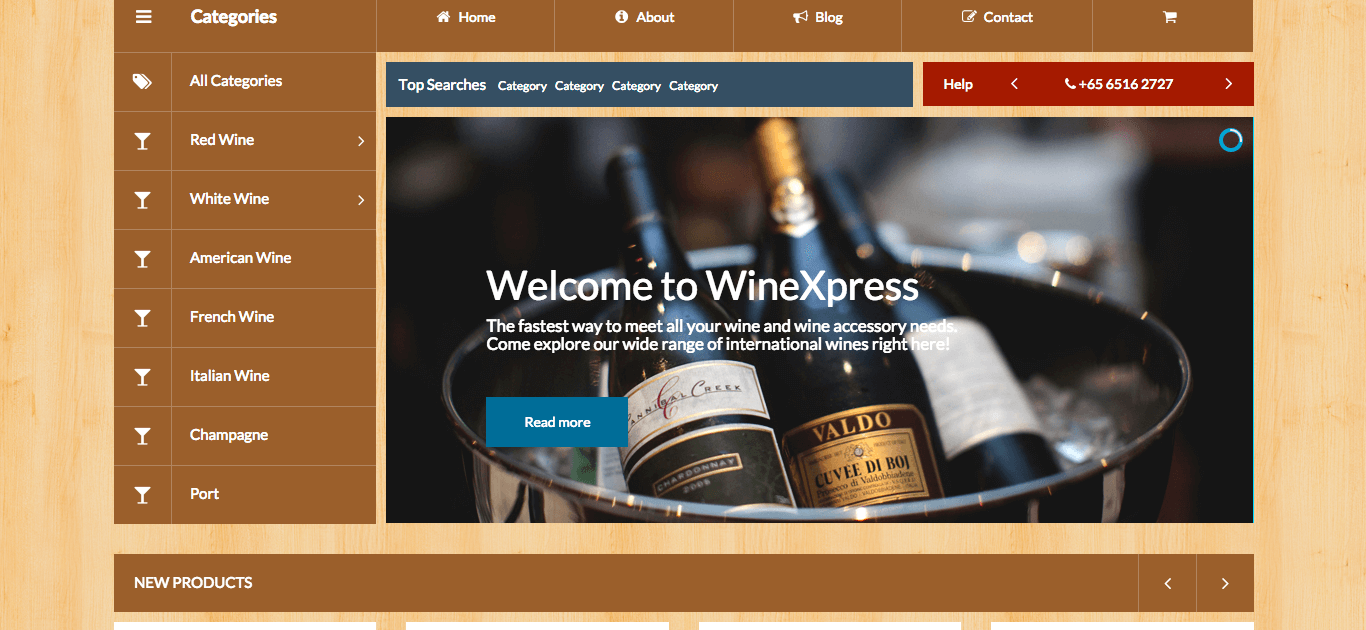 Categories
Home
About
Blog
Contact
All Categories
Red Wine
White Wine
American Wine
French Wine
Italian Wine
Champagne
Port
Top Searches Category Category Category Category
Help
+65 6516 2727
Welcome to WineXpress
The fastest way to meet all your wine and wine accessory needs.
Come explore our wide range of international wines right here!
Read more
CREEK
CHARDONNAY
2008
VALDO
CUVÉE DI BOJ
Prosecco di Valdobbiadene
NEW PRODUCTS